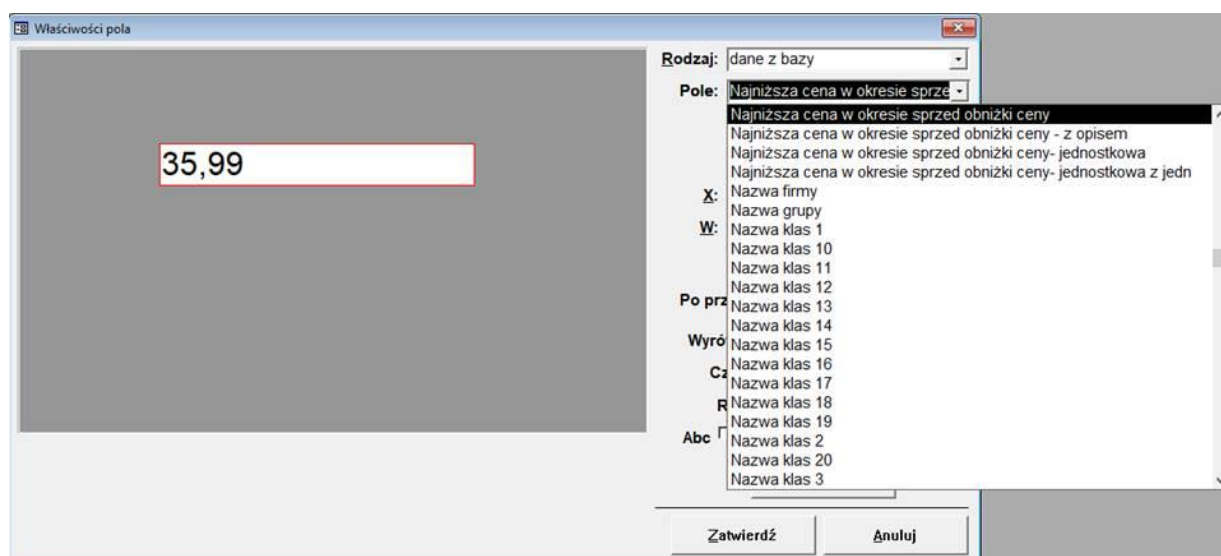 Właściwości pola
35,99
Rodzaj: dane z bazy
Pole: Najniższa cena w okresie sprze
Najniższa cena w okresie sprzed obniżki ceny
Najniższa cena w okresie sprzed obniżki ceny - z opisem
Najniższa cena w okresie sprzed obniżki ceny- jednostkowa
Najniższa cena w okresie sprzed obniżki ceny- jednostkowa z jedn
X:
Nazwa firmy
Nazwa grupy
W:
Nazwa klas 1
Nazwa klas 10
Nazwa klas 11
Nazwa klas 12
Po prz
Nazwa klas 13
Nazwa klas 14
Wyró
Nazwa klas 15
Nazwa klas 16
Cz
Nazwa klas 17
Nazwa klas 18
R
Nazwa klas 19
Abc
Nazwa klas 2
Nazwa klas 20
Nazwa klas 3
Zatwierdź
Anuluj